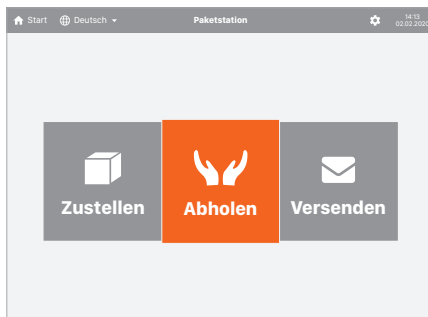 Start Deutsch Paketstation 14:13
02.02.2020
Zustellen Abholen Versenden